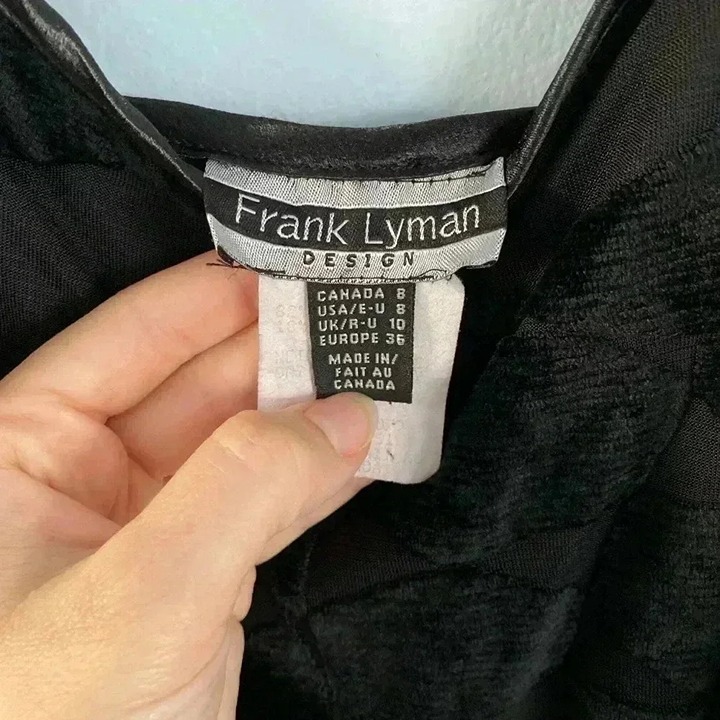 Frank Lyman
DESIGN
CANADA 8
USA/E-U 8
UK/R-U 10
EUROPE 36
MADE IN/
FAIT AU
CANADA